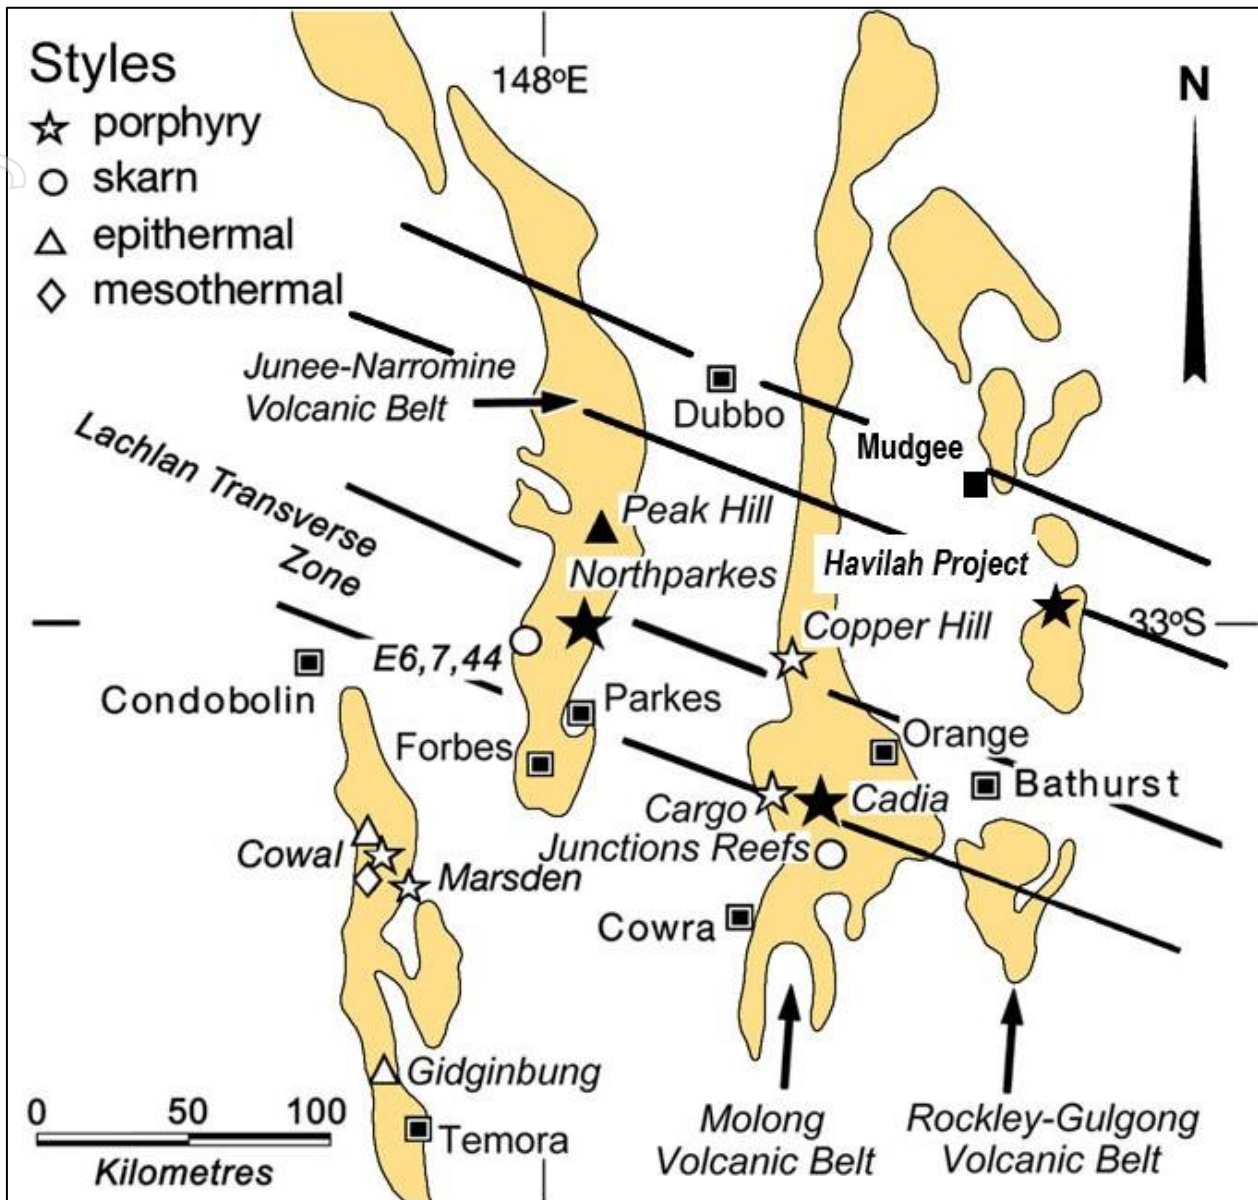 Styles
porphyry
skarn
epithermal
mesothermal
148°E
N
Junee-Narromine
Volcanic Belt
Dubbo
Mudgee
Lachlan Transverse
Zone
Peak Hill
Northparkes
Havilah Project
Copper Hill
33°S
E6,7,44
Condobolin
Parkes
Forbes
Orange
Bathurst
Cargo
Cadia
Junctions Reefs
Cowal
Marsden
Cowra
Gidginbung
Temora
0 50 100
Kilometres
Molong
Volcanic Belt
Rockley-Gulgong
Volcanic Belt